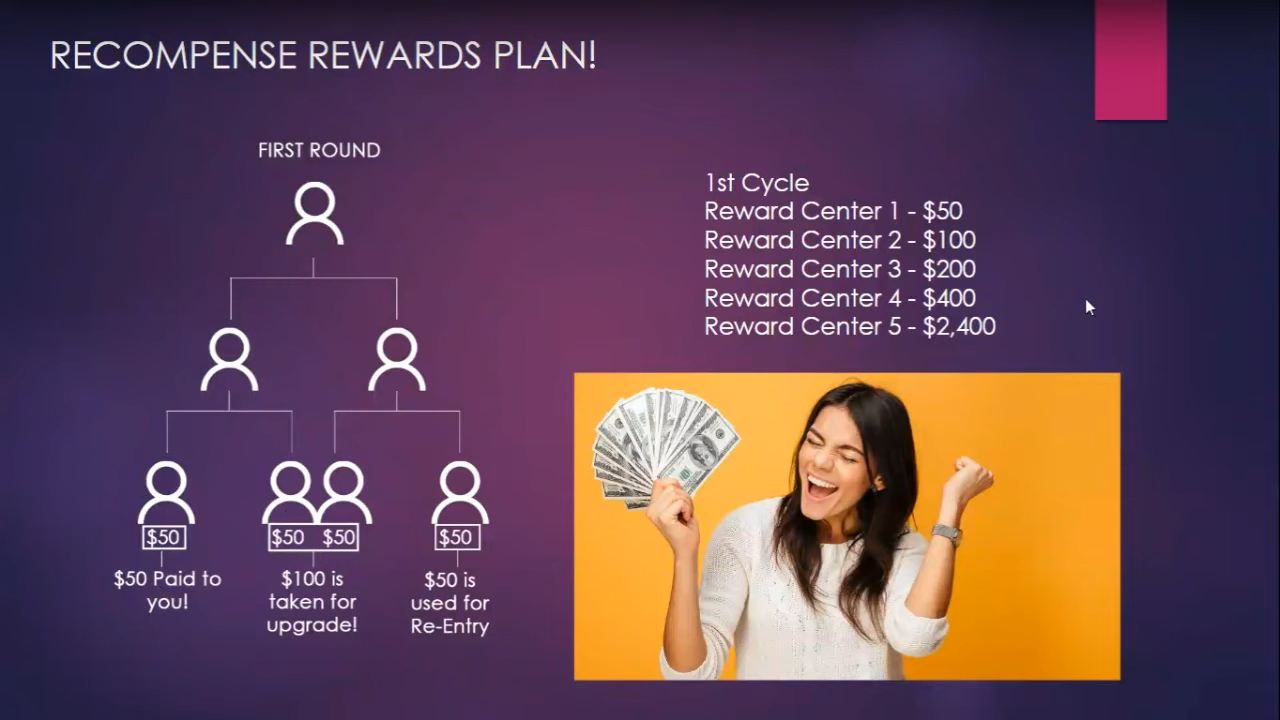 RECOMPENSE REWARDS PLAN!
FIRST ROUND
$50
$50 $50
$50
$50 Paid to
you!
$100 is
taken for
upgrade!
$50 is
used for
Re-Entry
1st Cycle
Reward Center 1 - $50
Reward Center 2 - $100
Reward Center 3 - $200
Reward Center 4 - $400
Reward Center 5 - $2,400